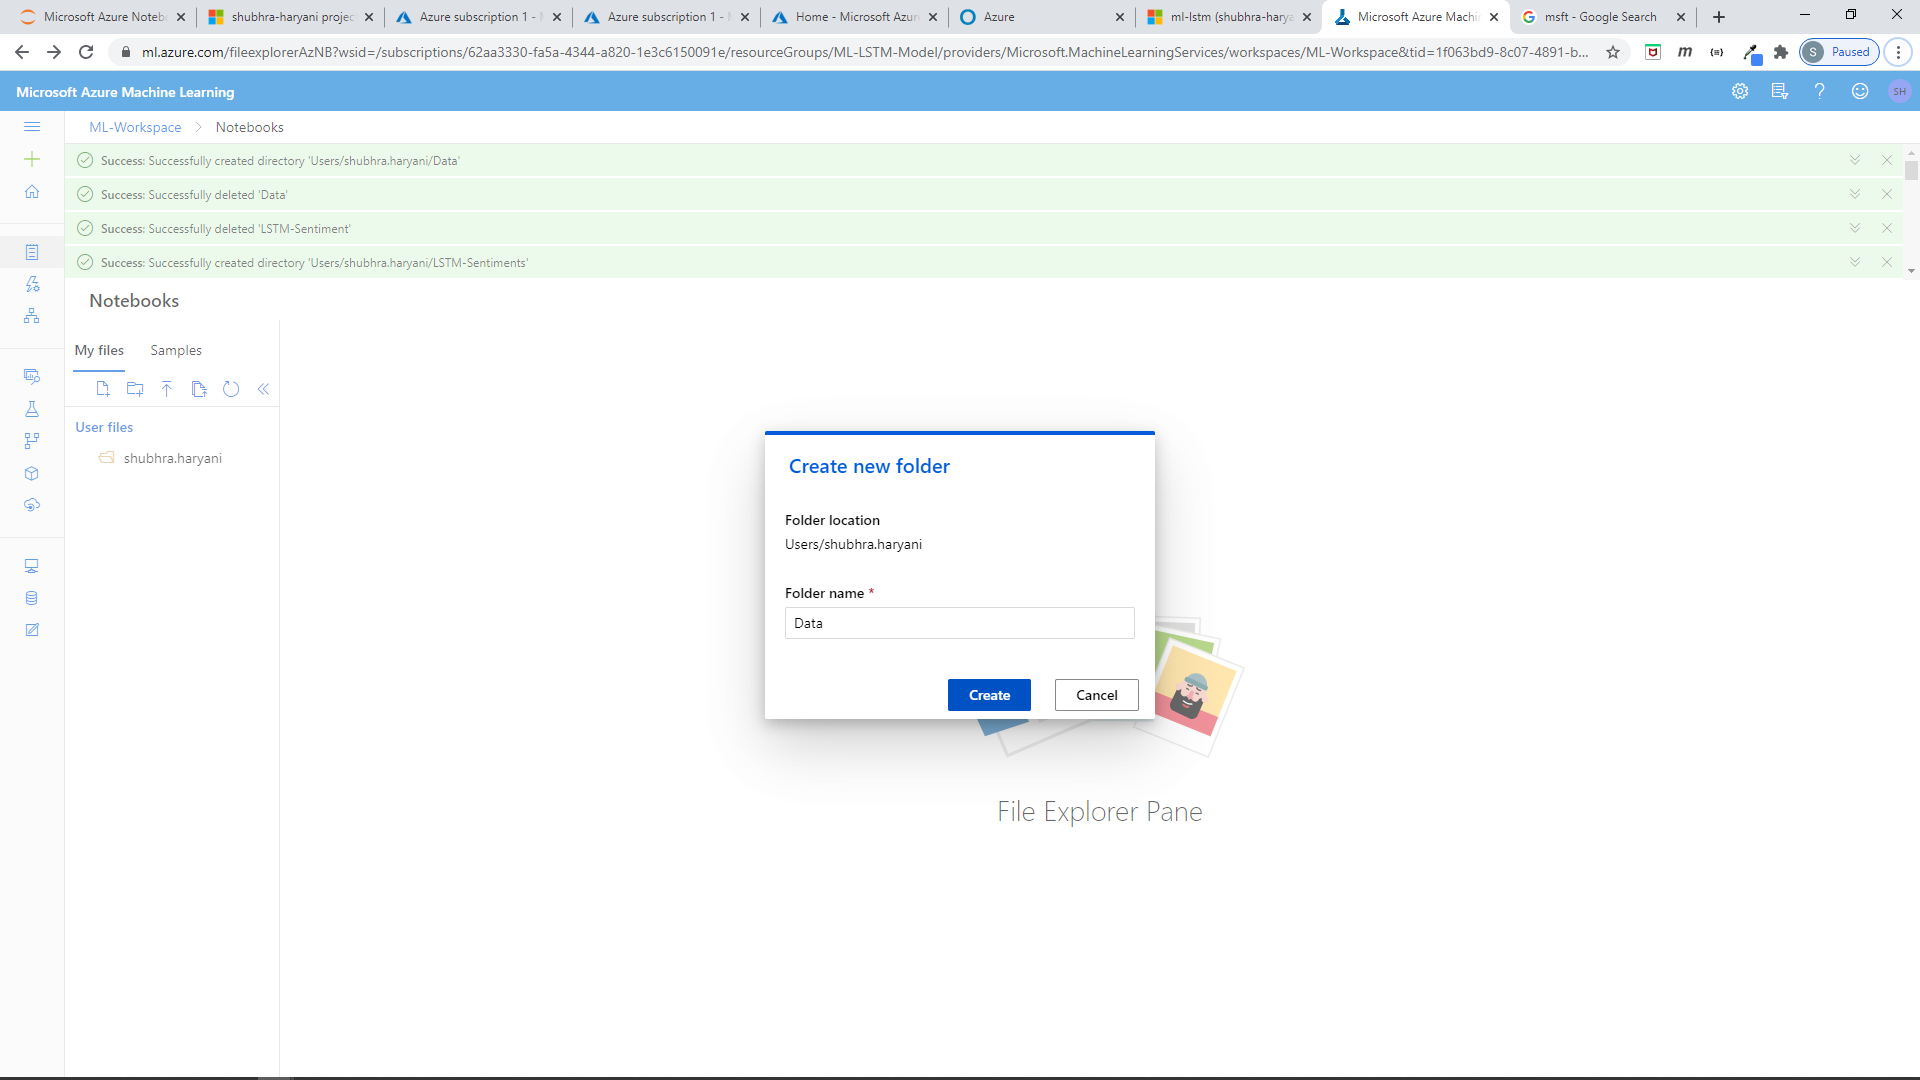 Microsoft Azure Noteb
shubhra-haryani projec
Azure subscription 1 -
Azure subscription 1 -
Home - Microsoft Azur
Azure
ml-lstm (shubhra-harya
Microsoft Azure Machi
msft - Google Search
ml.azure.com/fileexplorerAzNB?wsid=/subscriptions/62aa3330-fa5a-4344-a820-1e3c6150091e/resourceGroups/ML-LSTM-Model/providers/Microsoft.MachineLearningServices/workspaces/ML-Workspace&tid=1f063bd9-8c07-4891-b...
S Paused
Microsoft Azure Machine Learning
SH
ML-Workspace > Notebooks
Success: Successfully created directory 'Users/shubhra.haryani/Data'
Success: Successfully deleted 'Data'
Success: Successfully deleted 'LSTM-Sentiment'
Success: Successfully created directory 'Users/shubhra.haryani/LSTM-Sentiments'
Notebooks
My files Samples
User files
shubhra.haryani
Create new folder
Folder location
Users/shubhra.haryani
Folder name *
Data
Create Cancel
File Explorer Pane